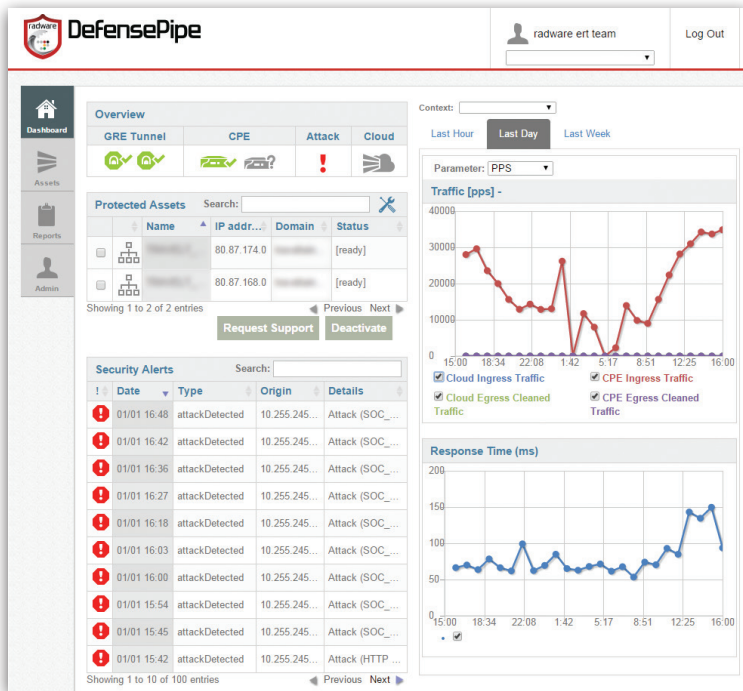 radware
DefensePipe
radware ert team
Log Out
Dashboard
Assets
Reports
Admin
Overview
GRE Tunnel CPE Attack Cloud
Protected Assets Search:
Name IP addr... Domain Status
80.87.174.0 [ready]
80.87.168.0 [ready]
Showing 1 to 2 of 2 entries Previous Next
Request Support Deactivate
Security Alerts Search:
! Date Type Origin Details
01/01 16:48 attackDetected 10.255.245... Attack (SOC_...
01/01 16:42 attackDetected 10.255.245... Attack (SOC_...
01/01 16:36 attackDetected 10.255.245... Attack (SOC_...
01/01 16:27 attackDetected 10.255.245... Attack (SOC_...
01/01 16:18 attackDetected 10.255.245... Attack (SOC_...
01/01 16:03 attackDetected 10.255.245... Attack (SOC_...
01/01 16:00 attackDetected 10.255.245... Attack (SOC_...
01/01 15:54 attackDetected 10.255.245... Attack (SOC_...
01/01 15:45 attackDetected 10.255.245... Attack (SOC_...
01/01 15:42 attackDetected 10.255.245... Attack (HTTP ...
Showing 1 to 10 of 100 entries Previous Next
Context:
Last Hour Last Day Last Week
Parameter: PPS
Traffic [pps] -
40000
30000
20000
10000
0
15:00 18:34 22:08 1:42 5:17 8:51 12:25 16:00
Cloud Ingress Traffic CPE Ingress Traffic
Cloud Egress Cleaned Traffic CPE Egress Cleaned Traffic
Response Time (ms)
200
150
100
50
0
15:00 18:34 22:08 1:42 5:17 8:51 12:25 16:00